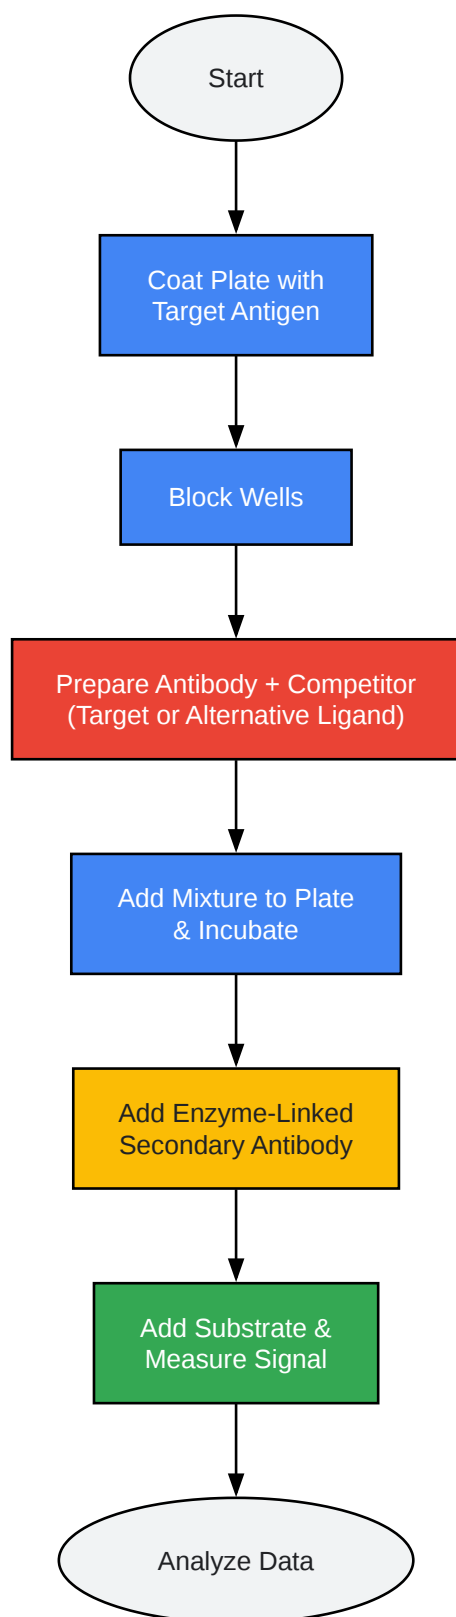 Start
Coat Plate with
Target Antigen
Block Wells
Prepare Antibody + Competitor
(Target or Alternative Ligand)
Add Mixture to Plate
& Incubate
Add Enzyme-Linked
Secondary Antibody
Add Substrate &
Measure Signal
Analyze Data